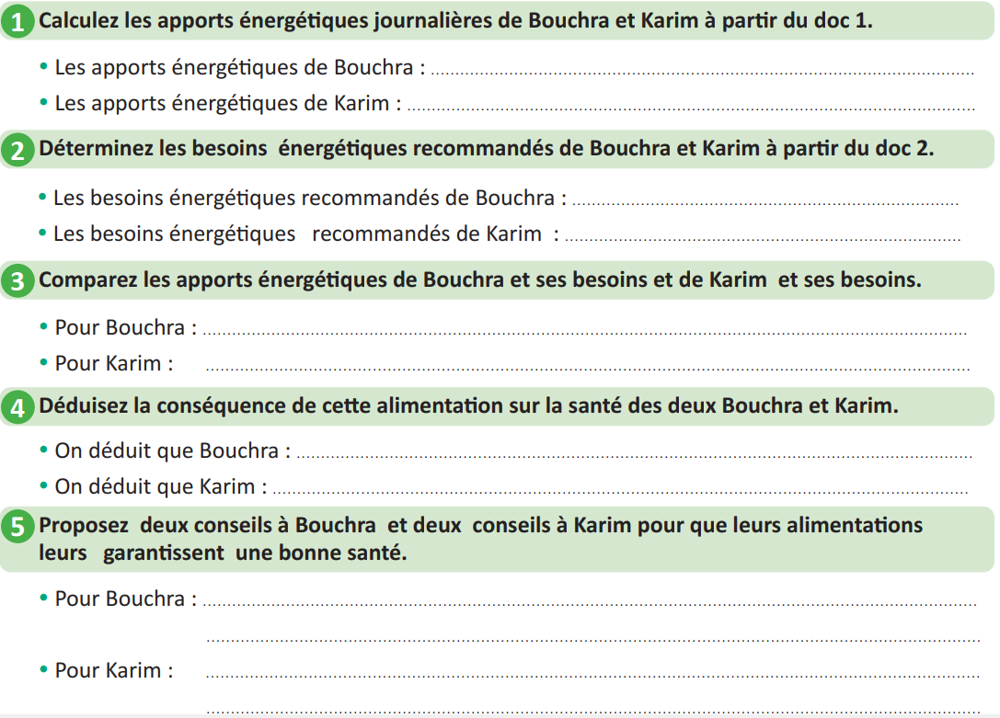 1 Calculez les apports énergétiques journalières de Bouchra et Karim à partir du doc 1.
• Les apports énergétiques de Bouchra : ........................................
• Les apports énergétiques de Karim : ........................................
2 Déterminez les besoins énergétiques recommandés de Bouchra et Karim à partir du doc 2.
• Les besoins énergétiques recommandés de Bouchra : ........................................
• Les besoins énergétiques recommandés de Karim : ........................................
3 Comparez les apports énergétiques de Bouchra et ses besoins et de Karim et ses besoins.
• Pour Bouchra : ........................................
• Pour Karim : ........................................
4 Déduisez la conséquence de cette alimentation sur la santé des deux Bouchra et Karim.
• On déduit que Bouchra : ........................................
• On déduit que Karim : ........................................
5 Proposez deux conseils à Bouchra et deux conseils à Karim pour que leurs alimentations
leurs garantissent une bonne santé.
• Pour Bouchra : ........................................
........................................
• Pour Karim : ........................................
........................................